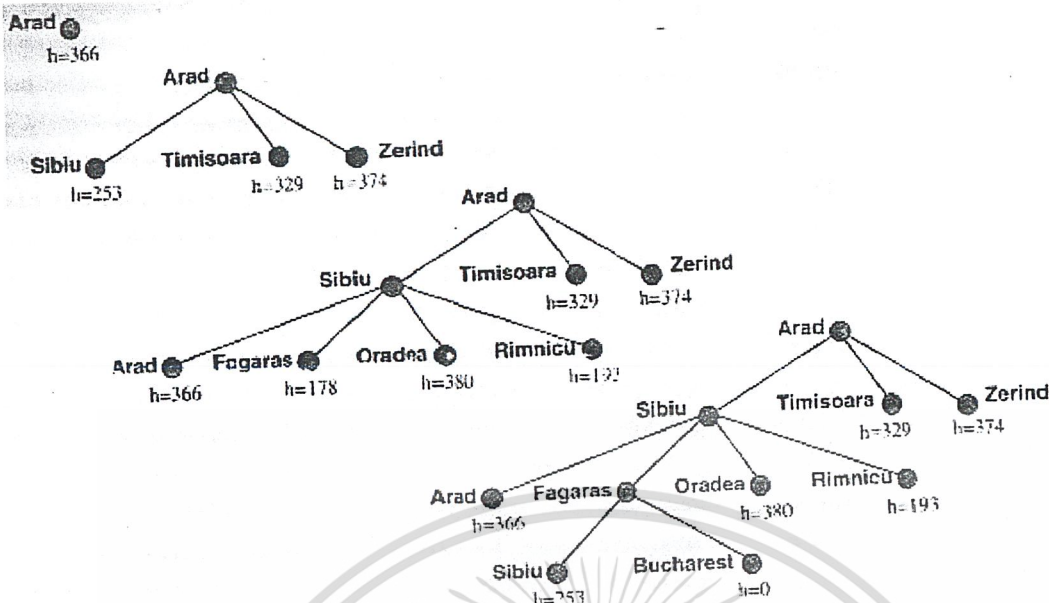 Arad
h=366
Arad
Sibiu Timisoara Zerind
h=253 h=329 h=374
Arad
Sibiu Timisoara Zerind
h=329 h=374
Arad Fagaras Oradea Rimnicu
h=366 h=178 h=380
Arad
Sibiu Timisoara Zerind
h=329 h=374
Arad Fagaras Oradea Rimnicu
h=366 h=380 h=193
Sibiu Bucharest
h=253 h=0